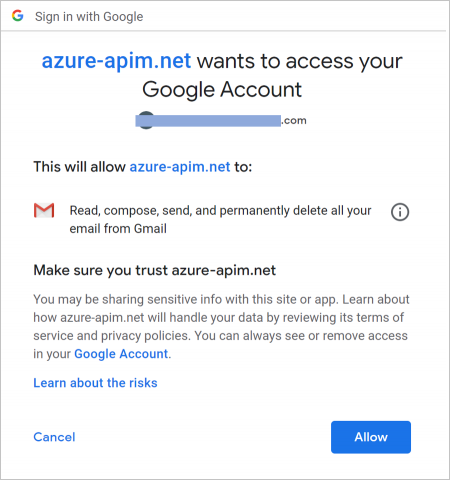 Sign in with Google
azure-apim.net wants to access your
Google Account
.com
This will allow azure-apim.net to:
Read, compose, send, and permanently delete all your
email from Gmail
Make sure you trust azure-apim.net
You may be sharing sensitive info with this site or app. Learn about
how azure-apim.net will handle your data by reviewing its terms of
service and privacy policies. You can always see or remove access
in your Google Account.
Learn about the risks
Cancel
Allow